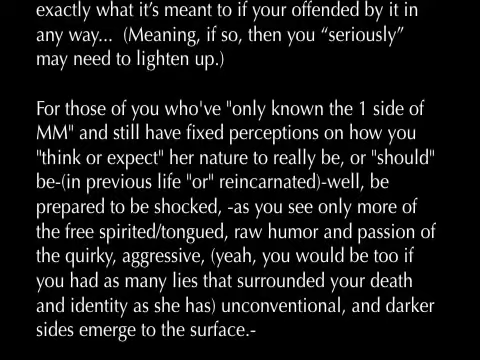 exactly what it's meant to if your offended by it in
any way... (Meaning, if so, then you “seriously”
may need to lighten up.)
For those of you who've "only known the 1 side of
MM" and still have fixed perceptions on how you
"think or expect" her nature to really be, or "should"
be-(in previous life "or" reincarnated)-well, be
prepared to be shocked, -as you see only more of
the free spirited/tongued, raw humor and passion of
the quirky, aggressive, (yeah, you would be too if
you had as many lies that surrounded your death
and identity as she has) unconventional, and darker
sides emerge to the surface.-